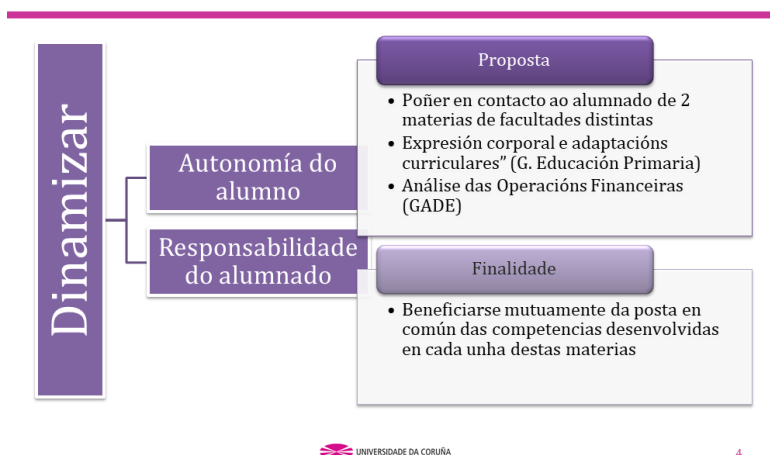 Dinamizar
Autonomía do
alumno
Responsabilidade
do alumnado
Proposta
• Poñer en contacto ao alumnado de 2
materias de facultades distintas
• Expresión corporal e adaptacións
curriculares” (G. Educación Primaria)
• Análise das Operacións Financeiras
(GADE)
Finalidade
• Beneficiarse mutuamente da posta en
común das competencias desenvolvidas
en cada unha destas materias
UNIVERSIDADE DA CORUÑA
4